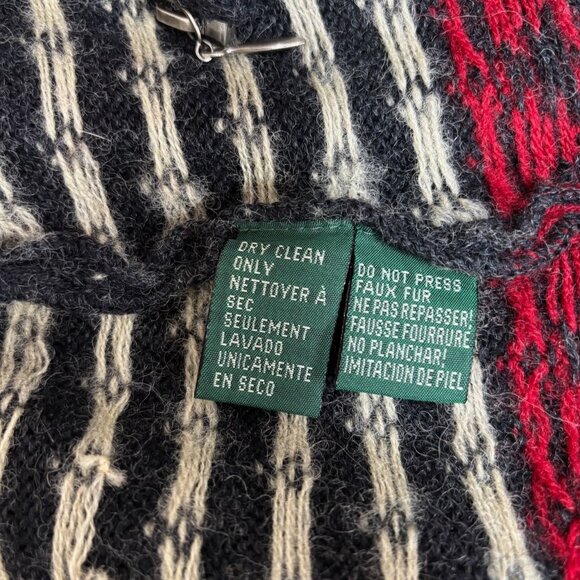 DRY CLEAN
ONLY
NETTOYER À
SEC
SEULEMENT
LAVADO
UNICAMENTE
EN SECO
DO NOT PRESS
FAUX FUR
NE PAS REPASSER!
FAUSSE FOURRURE
NO PLANCHAR!
IMITACION DE PIEL